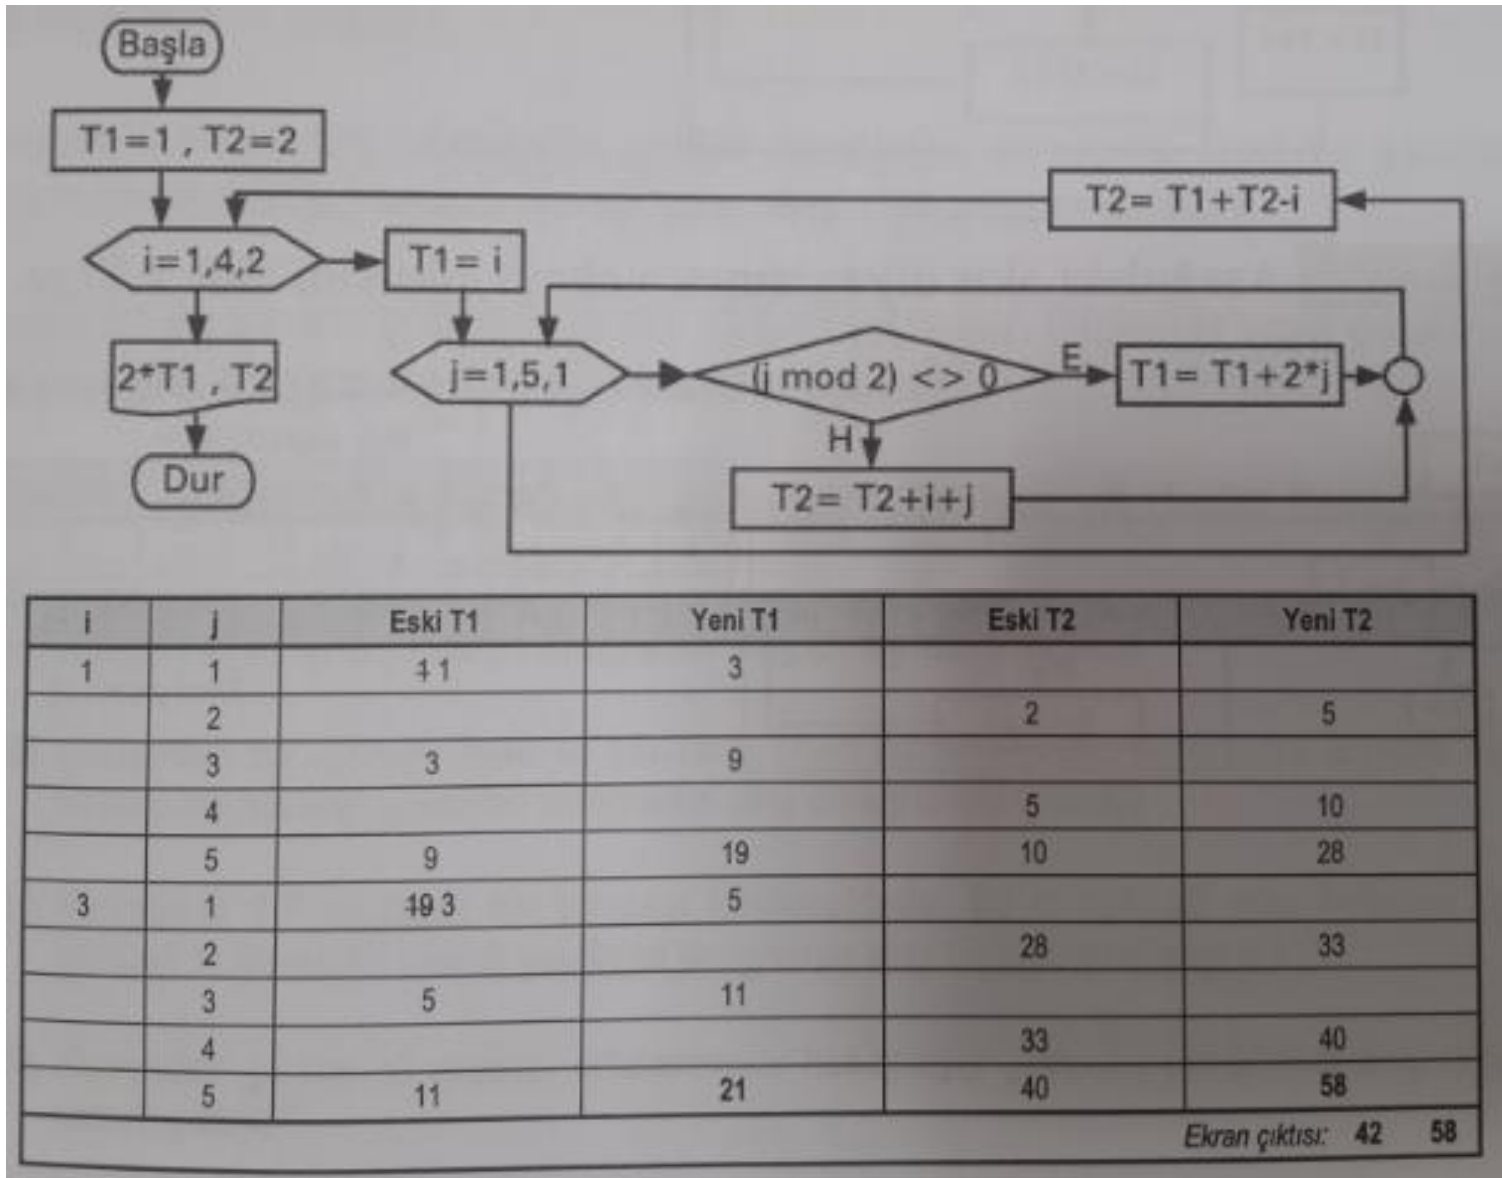 Başla
T1=1 , T2=2
T2= T1+T2-i
i=1,4,2
T1= i
2*T1 , T2
j=1,5,1
(j mod 2) <> 0
E
T1= T1+2*j
H
Dur
T2= T2+i+j
i j Eski T1 Yeni T1 Eski T2 Yeni T2
1 1 1 1 3
2 2 5
3 3 9
4 5 10
5 9 19 10 28
3 1 19 3 5
2 28 33
3 5 11
4 33 40
5 11 21 40 58
Ekran çıktısı: 42 58